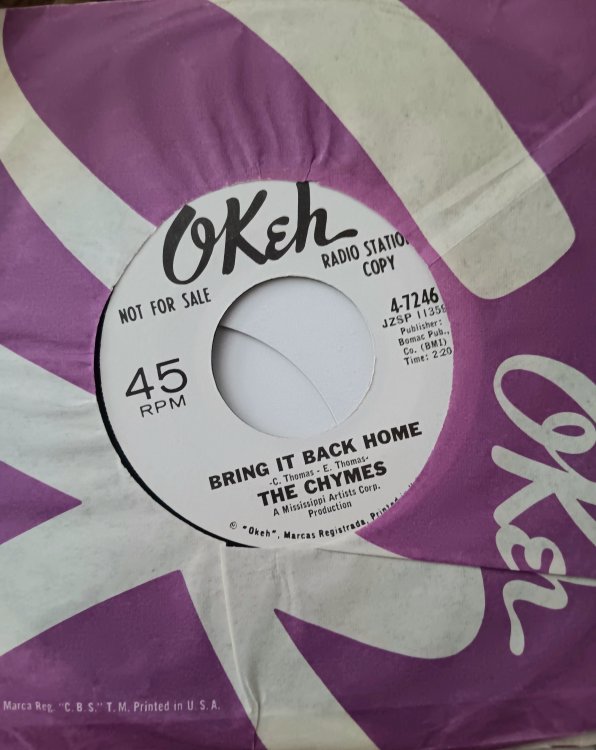 OKeh
RADIO STATION
COPY
NOT FOR SALE
4-7246
JZSP 11359
Publisher:
Bomac Pub.,
Co. (BMI)
Time: 2:20
45
RPM
BRING IT BACK HOME
-C. Thomas - E. Thomas-
THE CHYMES
A Mississippi Artists Corp.
Production
© "Okeh", Marcas Registrada, Printed in
OKeh
Marca Reg. "C.B.S." T.M. Printed in U.S.A.